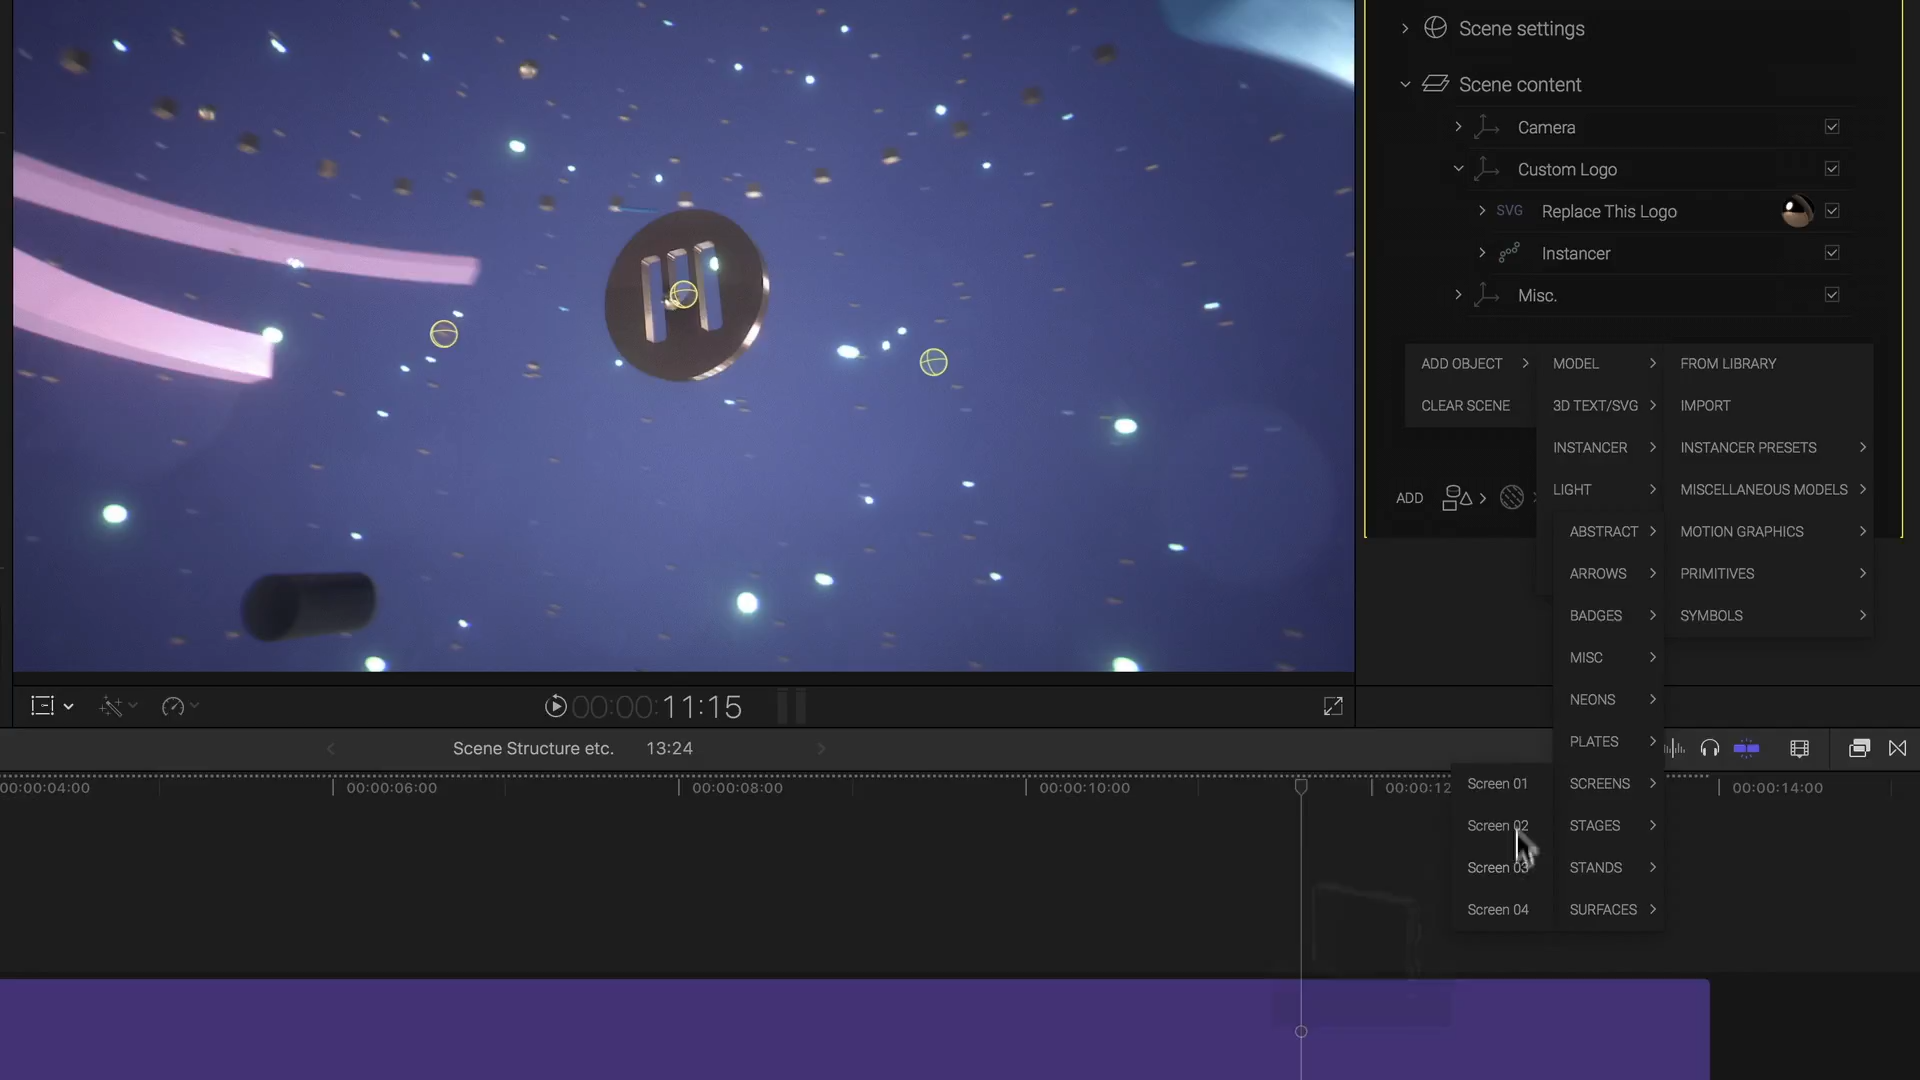 Scene settings
Scene content
Camera
Custom Logo
SVG Replace This Logo
Instancer
Misc.
ADD OBJECT MODEL FROM LIBRARY
CLEAR SCENE 3D TEXT/SVG IMPORT
INSTANCER INSTANCER PRESETS
ADD LIGHT MISCELLANEOUS MODELS
ABSTRACT MOTION GRAPHICS
ARROWS PRIMITIVES
BADGES SYMBOLS
MISC
NEONS
PLATES
00:00:11:15
Scene Structure etc. 13:24
00:00:04:00 00:00:06:00 00:00:08:00 00:00:10:00 00:00:12 00:00:14:00
Screen 01 SCREENS
Screen 02 STAGES
Screen 03 STANDS
Screen 04 SURFACES